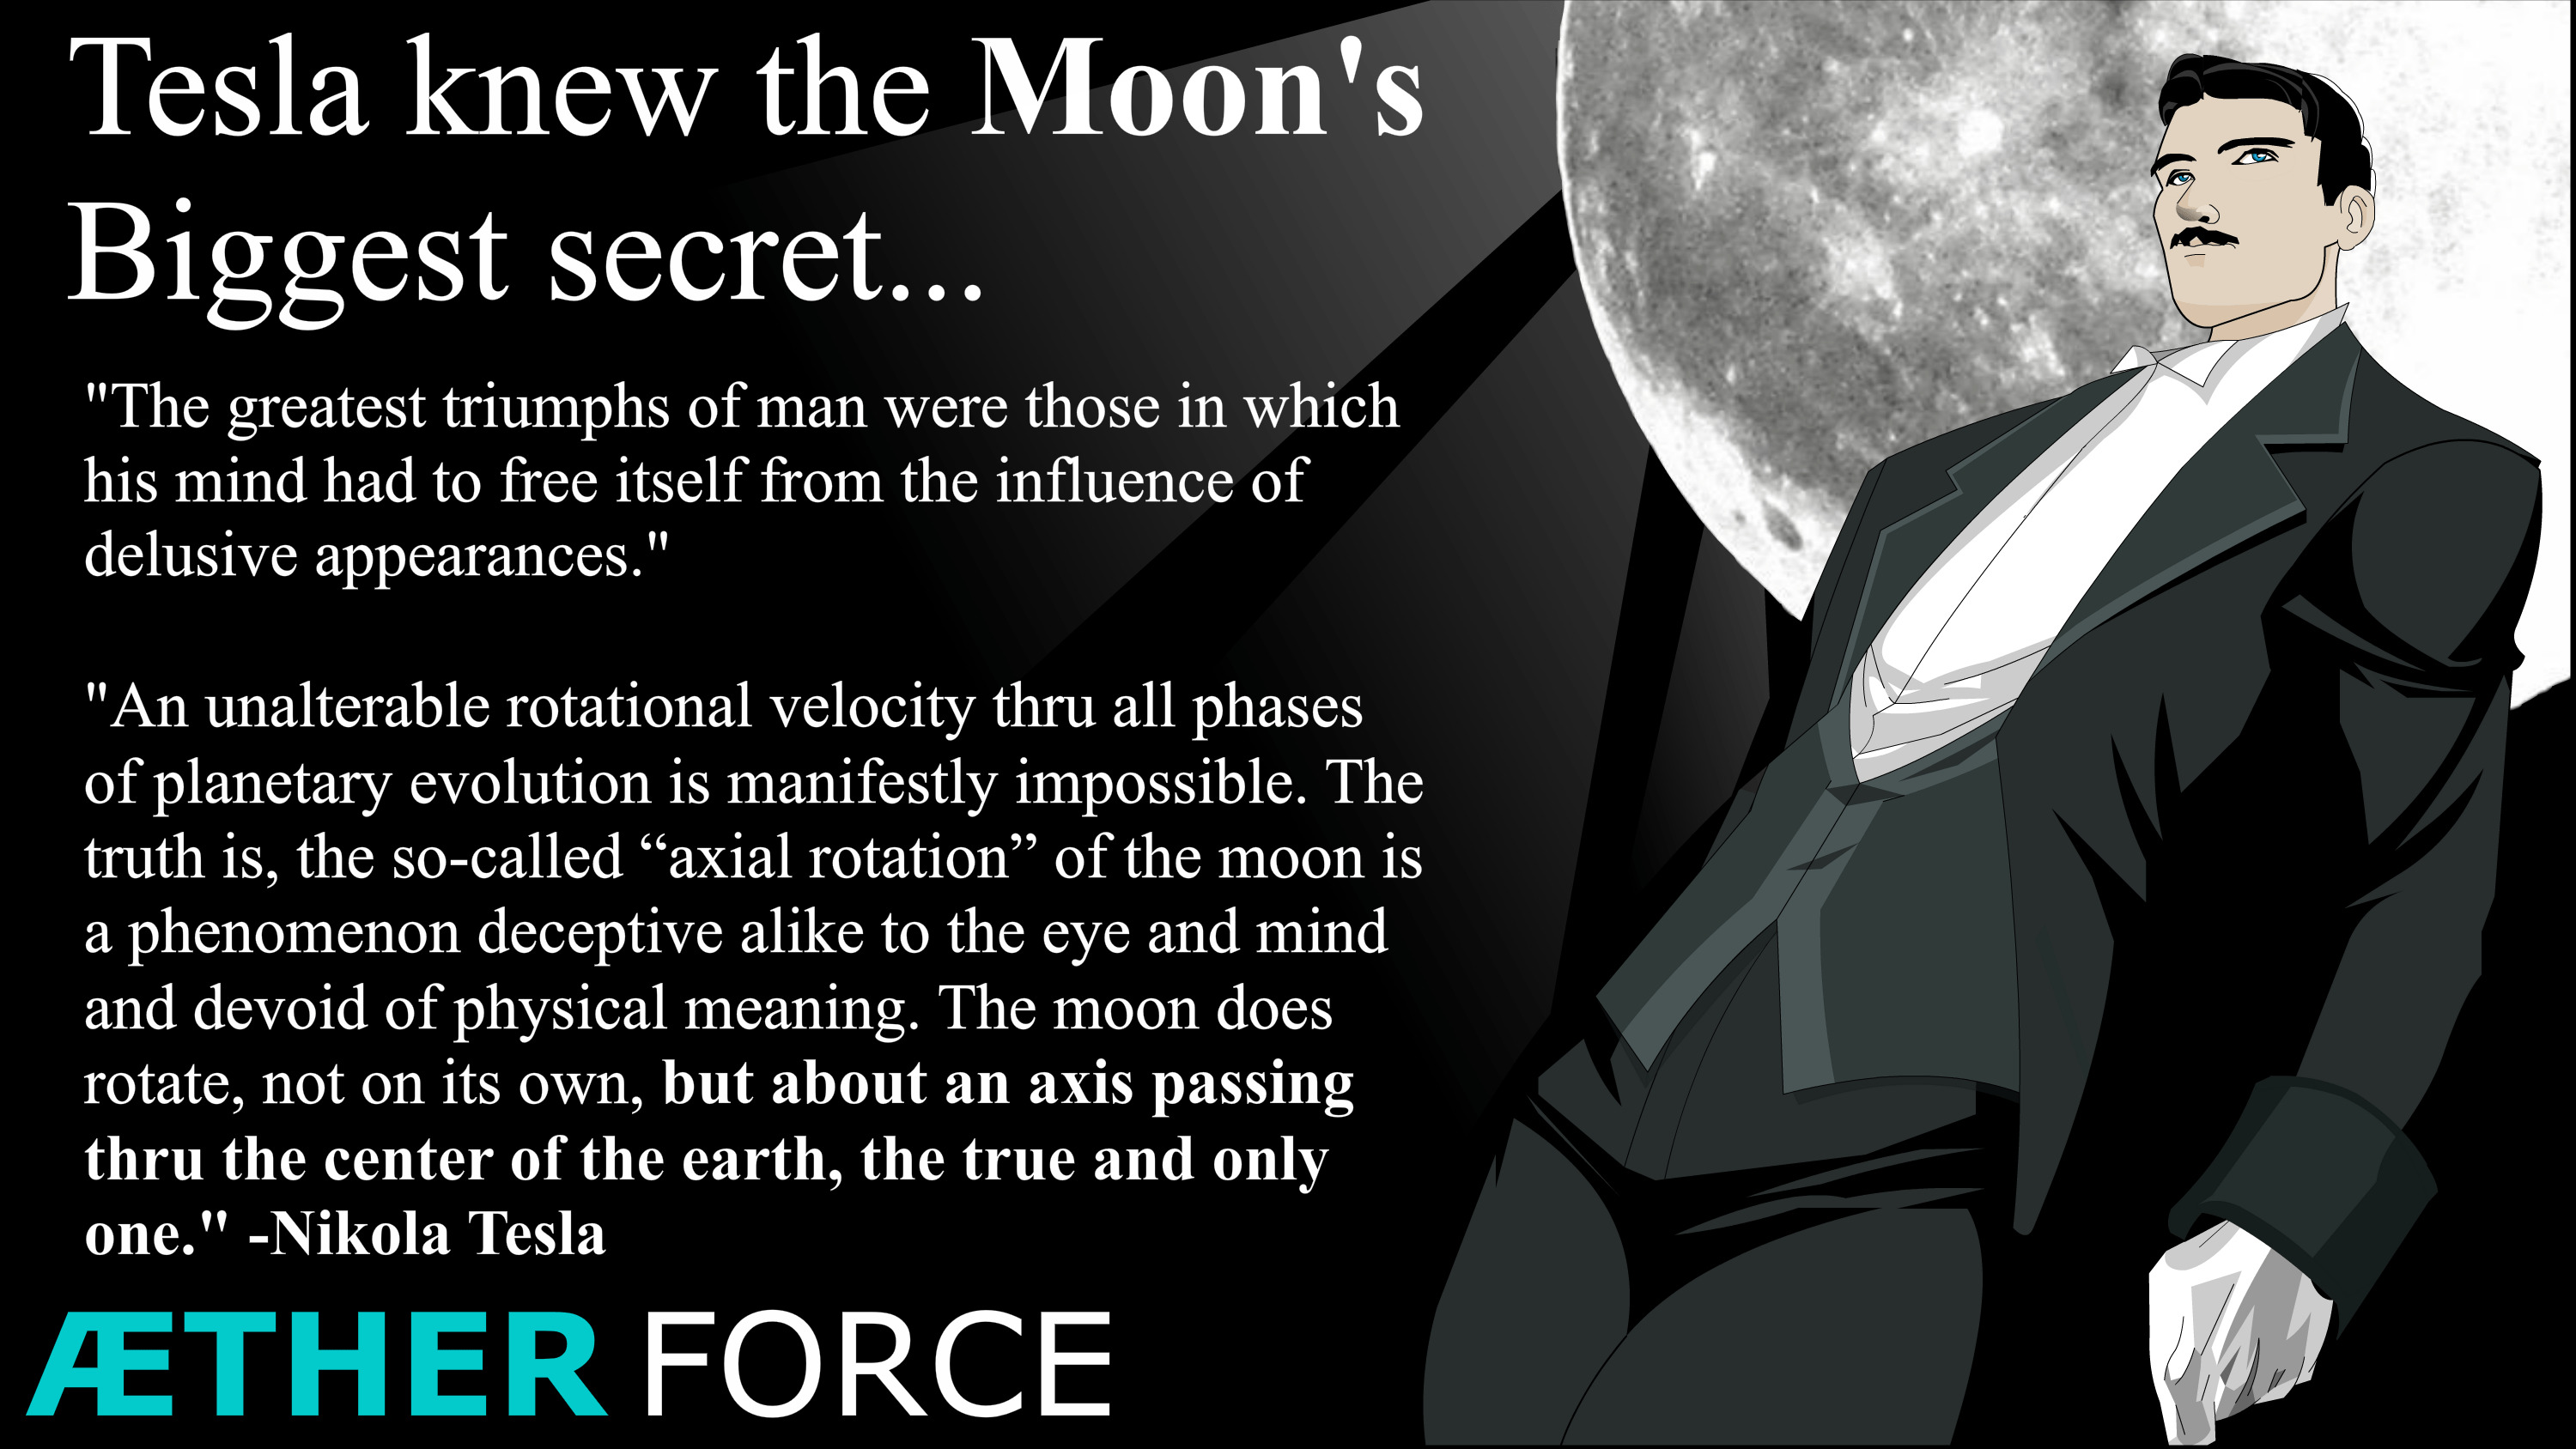 Tesla knew the Moon's
Biggest secret...
"The greatest triumphs of man were those in which
his mind had to free itself from the influence of
delusive appearances."
"An unalterable rotational velocity thru all phases
of planetary evolution is manifestly impossible. The
truth is, the so-called “axial rotation” of the moon is
a phenomenon deceptive alike to the eye and mind
and devoid of physical meaning. The moon does
rotate, not on its own, but about an axis passing
thru the center of the earth, the true and only
one." -Nikola Tesla
ÆTHER FORCE